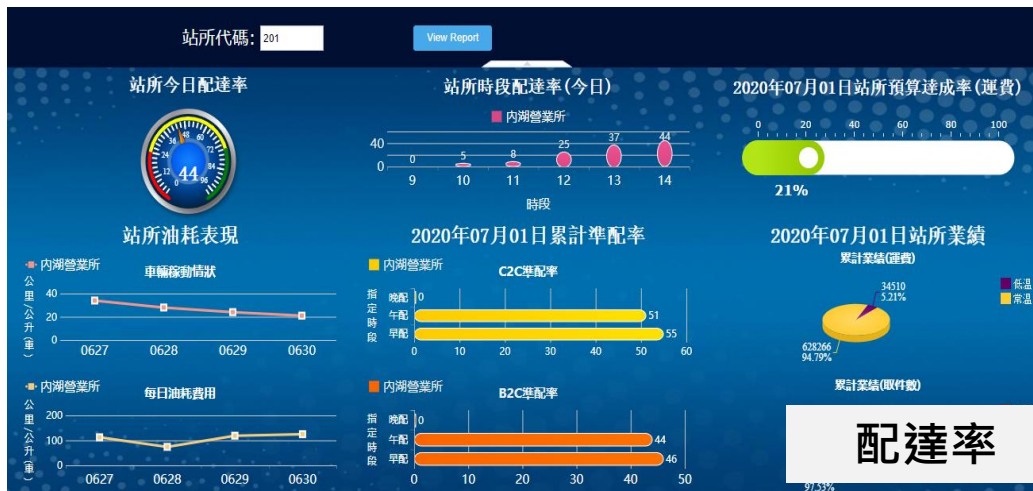 站所代碼: 201 View Report
站所今日配達率
0 12 24 36 48 60 72 84 96
44
站所時段配達率(今日)
內湖營業所
40
0
0 5 8 25 37 44
9 10 11 12 13 14
時段
2020年07月01日站所預算達成率(運費)
0 20 40 60 80 100
21%
站所油耗表現
內湖營業所
車輛稼動情狀
公里/公升(車)
40
20
0
0627 0628 0629 0630
內湖營業所
每日油耗費用
公里/公升(車)
200
100
0
0627 0628 0629 0630
2020年07月01日累計準配率
內湖營業所
C2C準配率
指定時段
晚配 0
午配 51
早配 55
0 10 20 30 40 50 60
內湖營業所
B2C準配率
指定時段
晚配 0
午配 44
早配 46
0 10 20 30 40 50
2020年07月01日站所業績
累計業績(運費)
低溫
常溫
34510
5.21%
628266
94.79%
累計業績(取件數)
配達率
97.53%